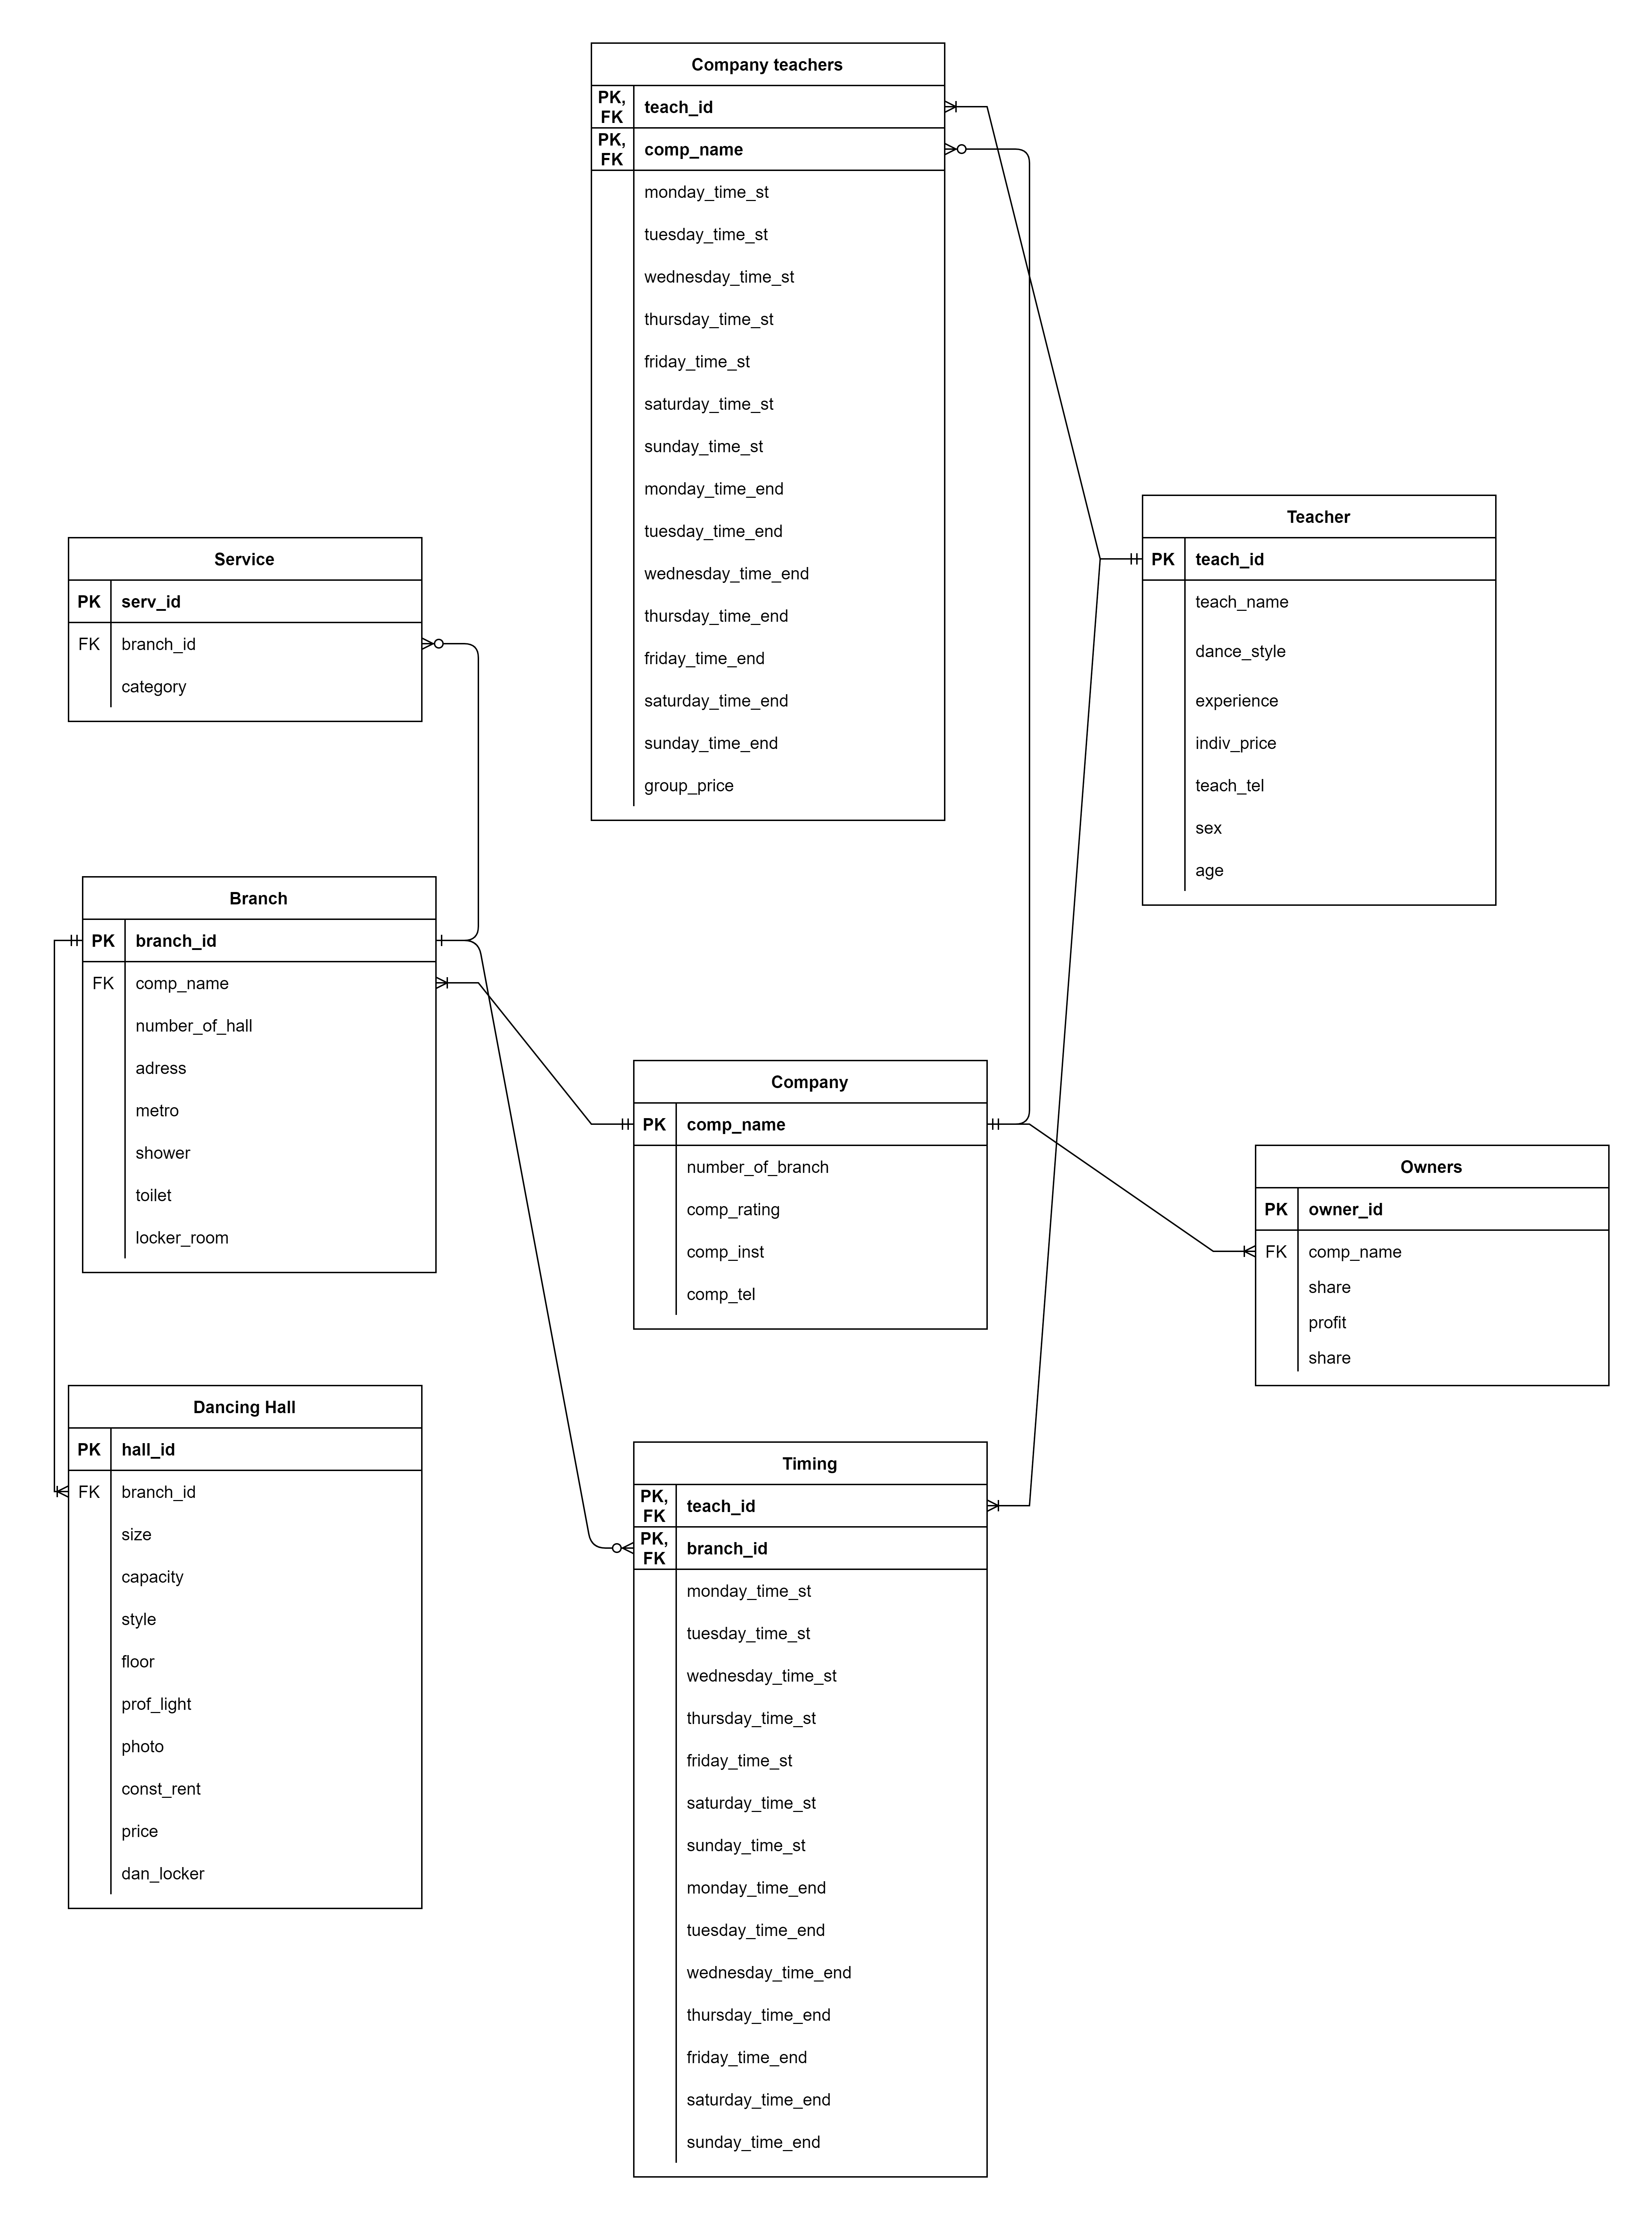 Company teachers
PK, FK teach_id
PK, FK comp_name
monday_time_st
tuesday_time_st
wednesday_time_st
thursday_time_st
friday_time_st
saturday_time_st
sunday_time_st
monday_time_end
tuesday_time_end
wednesday_time_end
thursday_time_end
friday_time_end
saturday_time_end
sunday_time_end
group_price
Teacher
PK teach_id
teach_name
dance_style
experience
indiv_price
teach_tel
sex
age
Service
PK serv_id
FK branch_id
category
Branch
PK branch_id
FK comp_name
number_of_hall
adress
metro
shower
toilet
locker_room
Company
PK comp_name
number_of_branch
comp_rating
comp_inst
comp_tel
Owners
PK owner_id
FK comp_name
share
profit
share
Dancing Hall
PK hall_id
FK branch_id
size
capacity
style
floor
prof_light
photo
const_rent
price
dan_locker
Timing
PK, FK teach_id
PK, FK branch_id
monday_time_st
tuesday_time_st
wednesday_time_st
thursday_time_st
friday_time_st
saturday_time_st
sunday_time_st
monday_time_end
tuesday_time_end
wednesday_time_end
thursday_time_end
friday_time_end
saturday_time_end
sunday_time_end